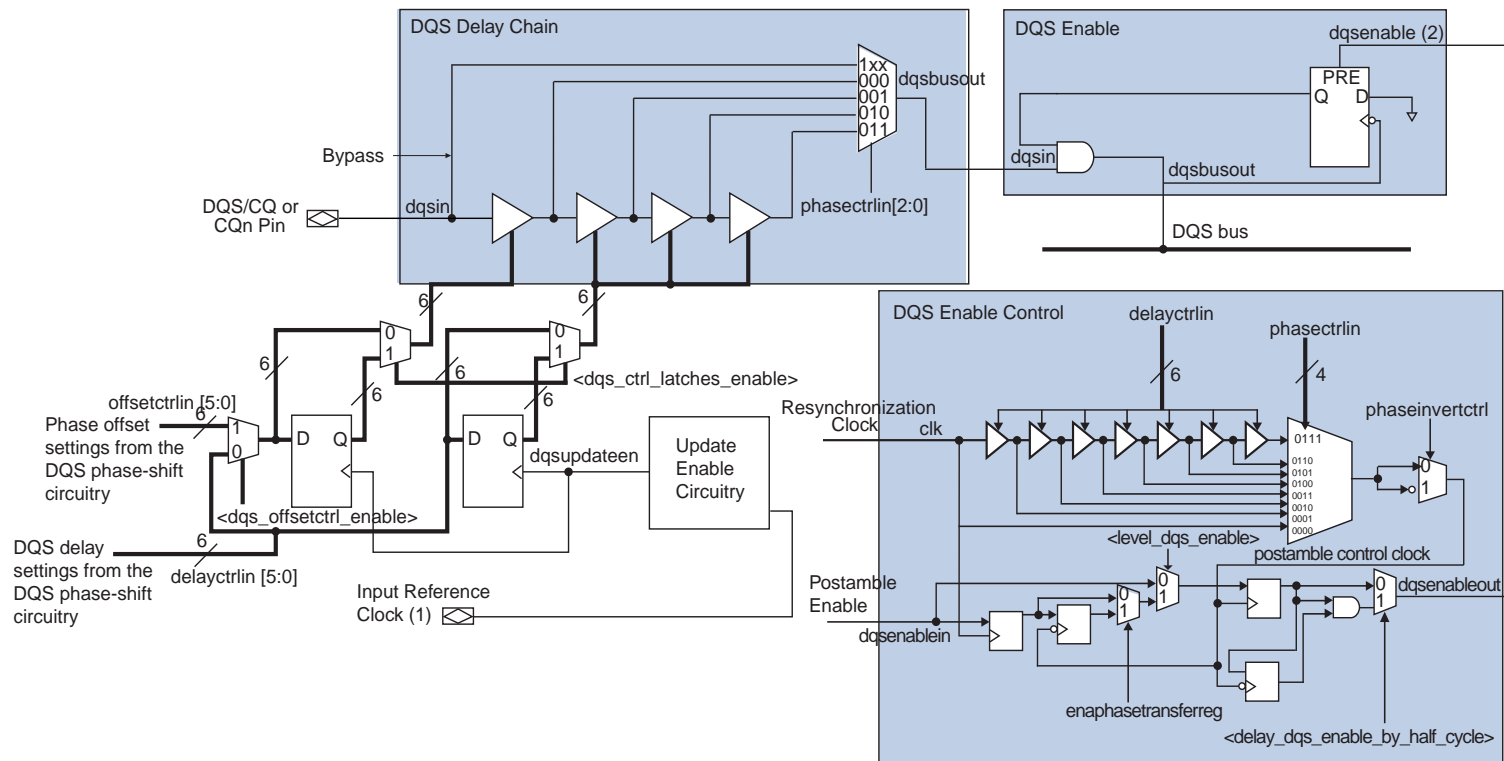 DQS Delay Chain
1xx
000
001
010
011
dqsbusout
Bypass
DQS/CQ or
CQn Pin
dqsin
phasectrlin[2:0]
DQS Enable
dqsenable (2)
PRE
Q
D
dqsin
dqsbusout
DQS bus
6
6
0
1
0
1
6
6
6
6
<dqs_ctrl_latches_enable>
offsetctrlin [5:0]
6
Phase offset
settings from the
DQS phase-shift
circuitry
1
0
D
Q
D
Q
dqsupdateen
Update
Enable
Circuitry
<dqs_offsetctrl_enable>
6
DQS delay
settings from the
DQS phase-shift
circuitry
delayctrlin [5:0]
Input Reference
Clock (1)
DQS Enable Control
delayctrlin
phasectrlin
6
4
Resynchronization
Clock
clk
phaseinvertctrl
0111
0110
0101
0100
0011
0010
0001
0000
0
1
<level_dqs_enable>
postamble control clock
Postamble
Enable
dqsenablein
0
1
0
1
0
1
dqsenableout
enaphasetransferreg
<delay_dqs_enable_by_half_cycle>